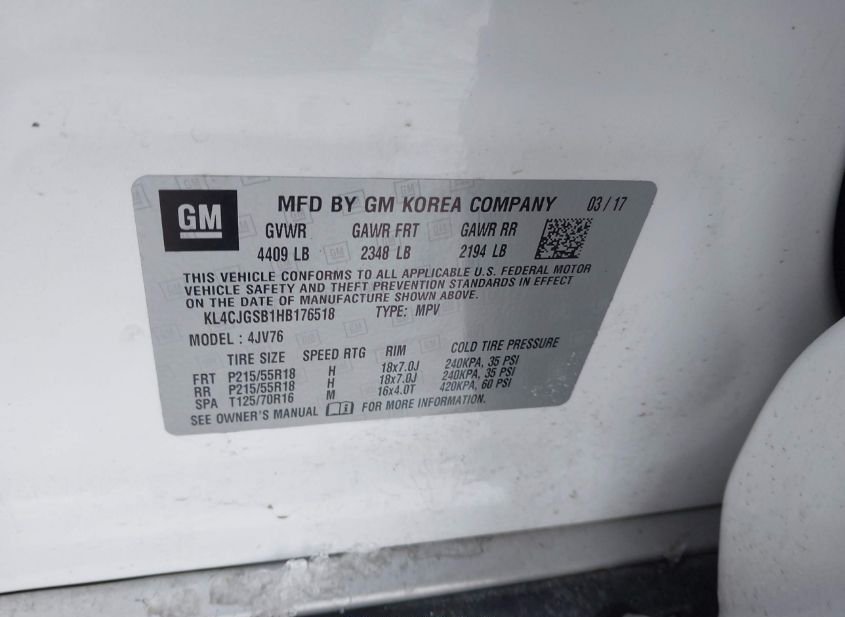 GM MFD BY GM KOREA COMPANY 03/17
GVWR GAWR FRT GAWR RR
4409 LB 2348 LB 2194 LB
THIS VEHICLE CONFORMS TO ALL APPLICABLE U.S. FEDERAL MOTOR
VEHICLE SAFETY AND THEFT PREVENTION STANDARDS IN EFFECT
ON THE DATE OF MANUFACTURE SHOWN ABOVE.
KL4CJGSB1HB176518 TYPE: MPV
MODEL : 4JV76
TIRE SIZE SPEED RTG RIM COLD TIRE PRESSURE
FRT P215/55R18 H 18x7.0J 240KPA, 35 PSI
RR P215/55R18 H 18x7.0J 240KPA, 35 PSI
SPA T125/70R16 M 16x4.0T 420KPA, 60 PSI
SEE OWNER'S MANUAL FOR MORE INFORMATION.